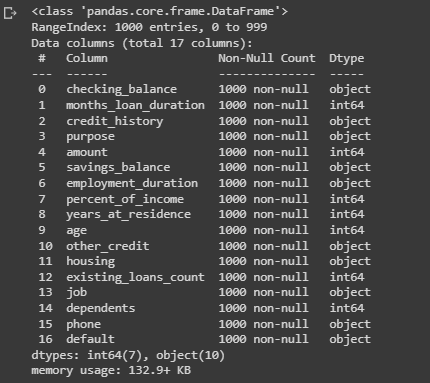 <class 'pandas.core.frame.DataFrame'>
RangeIndex: 1000 entries, 0 to 999
Data columns (total 17 columns):
 #   Column                Non-Null Count  Dtype
---  ------                --------------  -----
 0   checking_balance      1000 non-null   object
 1   months_loan_duration  1000 non-null   int64
 2   credit_history        1000 non-null   object
 3   purpose               1000 non-null   object
 4   amount                1000 non-null   int64
 5   savings_balance       1000 non-null   object
 6   employment_duration   1000 non-null   object
 7   percent_of_income     1000 non-null   int64
 8   years_at_residence    1000 non-null   int64
 9   age                   1000 non-null   int64
 10  other_credit          1000 non-null   object
 11  housing               1000 non-null   object
 12  existing_loans_count  1000 non-null   int64
 13  job                   1000 non-null   object
 14  dependents            1000 non-null   int64
 15  phone                 1000 non-null   object
 16  default               1000 non-null   object
dtypes: int64(7), object(10)
memory usage: 132.9+ KB